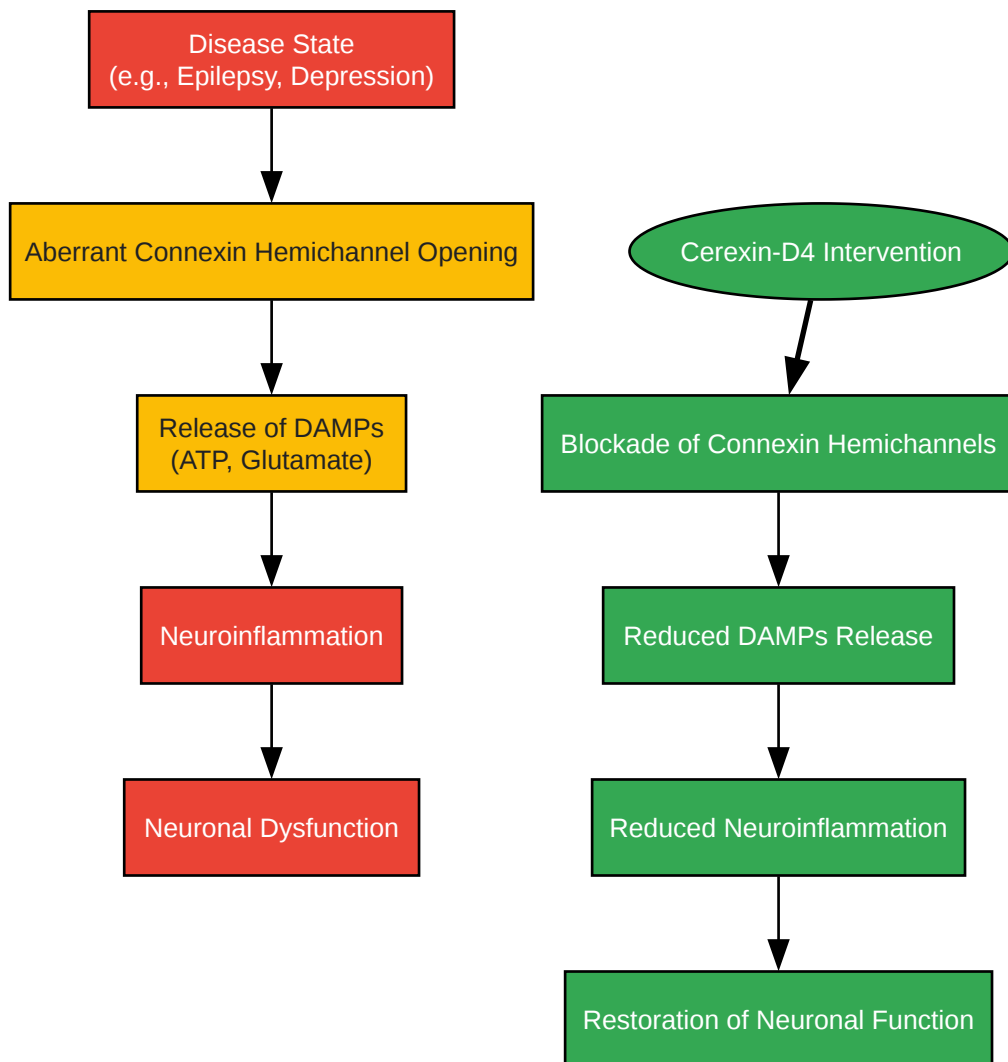 Disease State
(e.g., Epilepsy, Depression)
Aberrant Connexin Hemichannel Opening
Release of DAMPs
(ATP, Glutamate)
Neuroinflammation
Neuronal Dysfunction
Cerexin-D4 Intervention
Blockade of Connexin Hemichannels
Reduced DAMPs Release
Reduced Neuroinflammation
Restoration of Neuronal Function